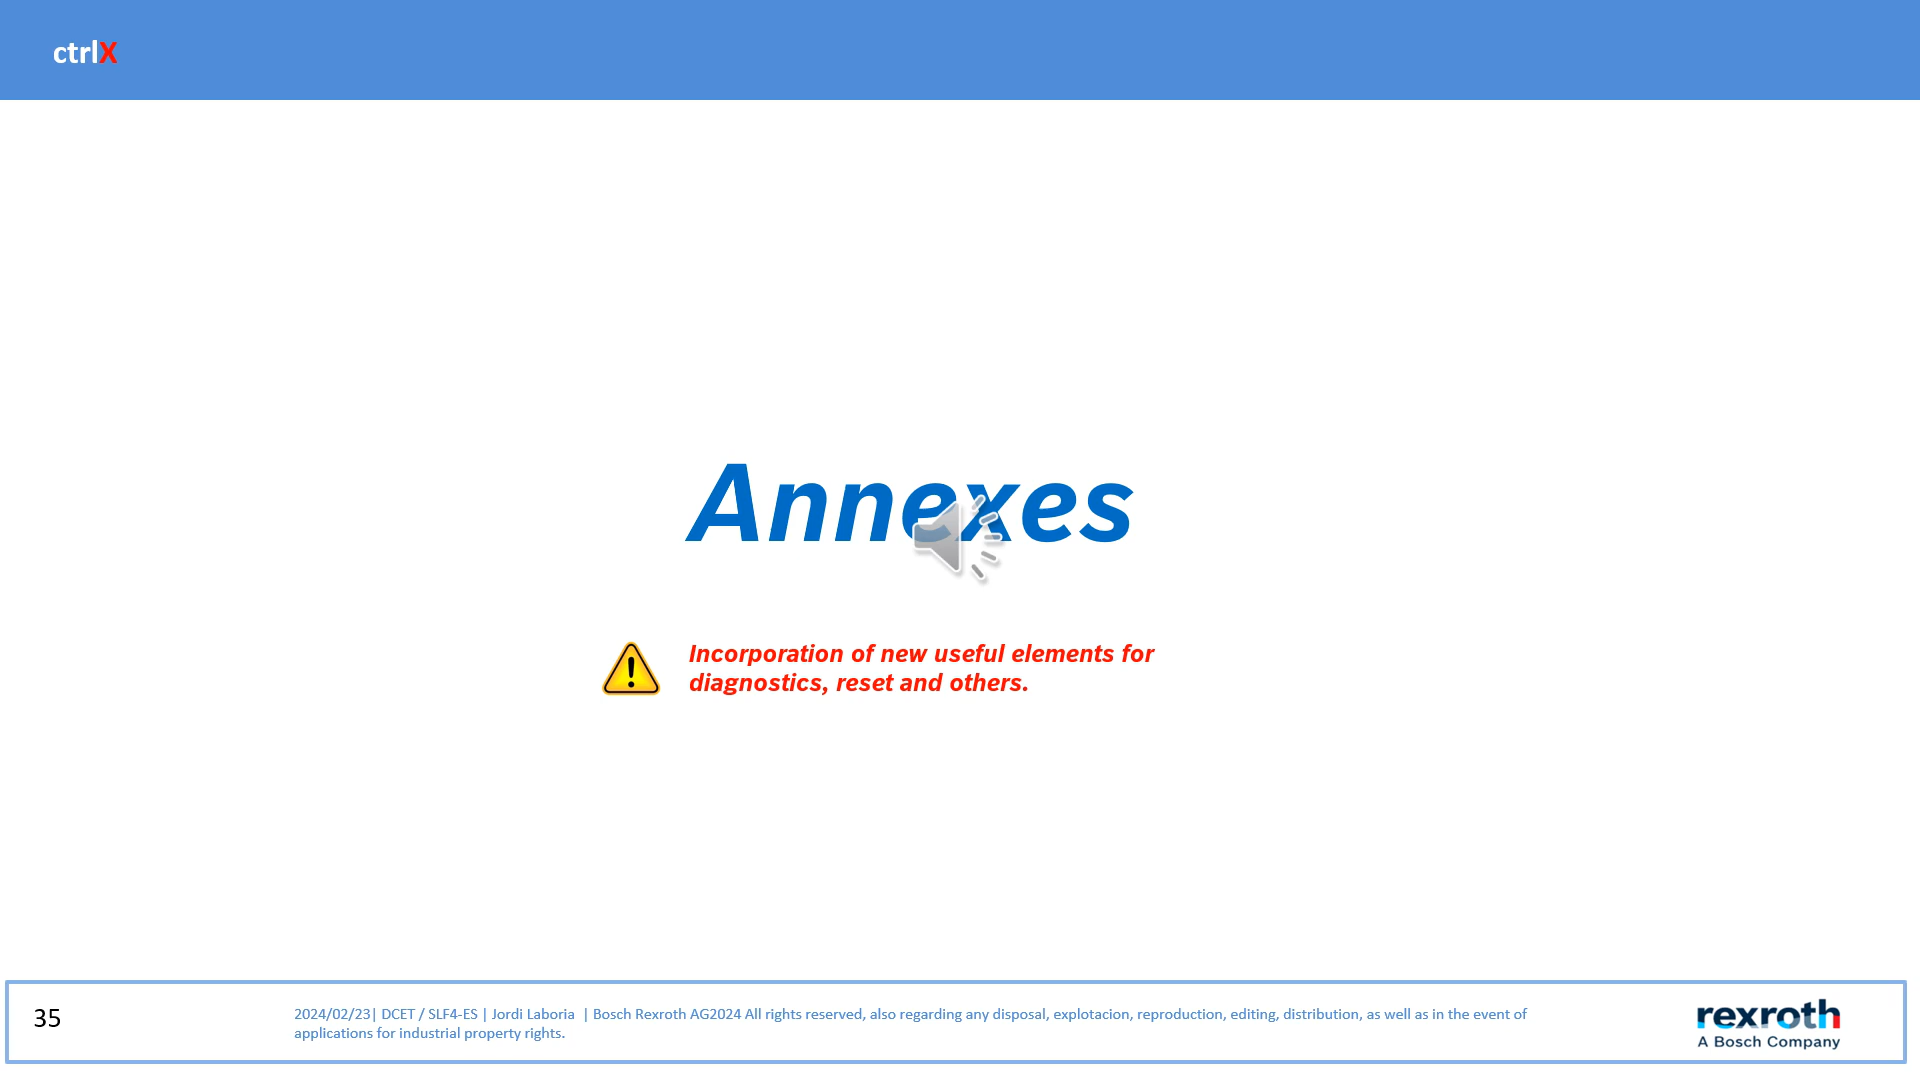 ctrlX
Annexes
Incorporation of new useful elements for
diagnostics, reset and others.
35
2024/02/23| DCET / SLF4-ES | Jordi Laboria  | Bosch Rexroth AG2024 All rights reserved, also regarding any disposal, explotacion, reproduction, editing, distribution, as well as in the event of
applications for industrial property rights.
rexroth
A Bosch Company